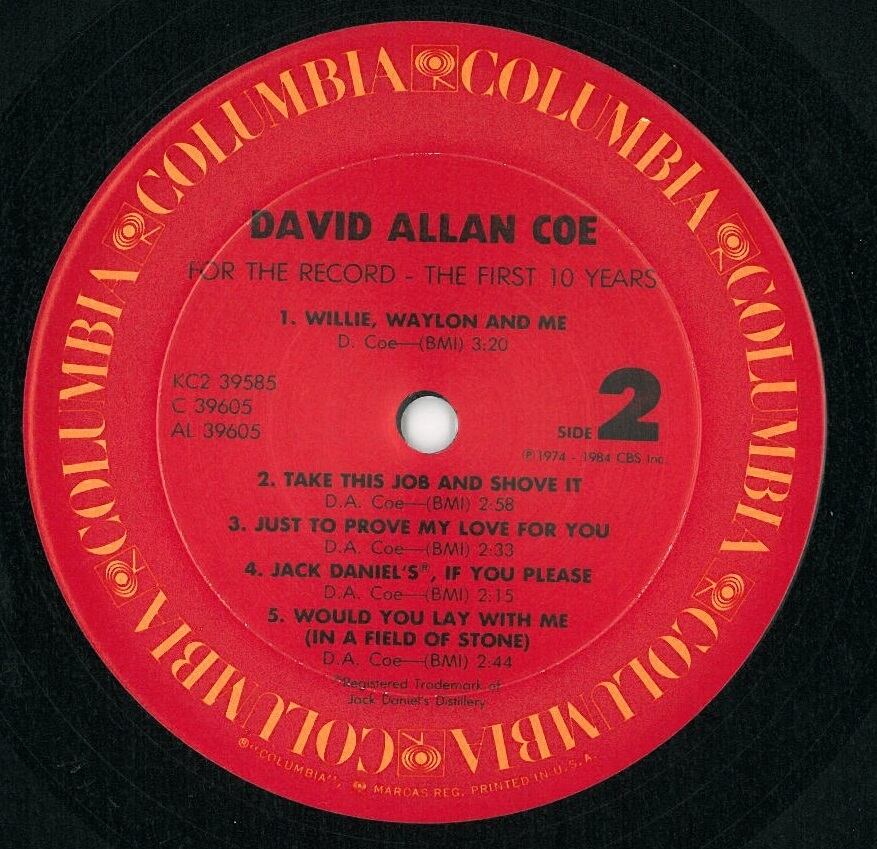 COLUMBIA COLUMBIA COLUMBIA COLUMBIA COLUMBIA COLUMBIA COLUMBIA COLUMBIA
DAVID ALLAN COE
FOR THE RECORD - THE FIRST 10 YEARS
1. WILLIE, WAYLON AND ME
D. Coe—(BMI) 3:20
KC2 39585
C 39605
AL 39605
SIDE 2
Ⓟ 1974 - 1984 CBS Inc.
2. TAKE THIS JOB AND SHOVE IT
D.A. Coe—(BMI) 2:58
3. JUST TO PROVE MY LOVE FOR YOU
D.A. Coe—(BMI) 2:33
4. JACK DANIEL'S®, IF YOU PLEASE
D.A. Coe—(BMI) 2:15
5. WOULD YOU LAY WITH ME
(IN A FIELD OF STONE)
D.A. Coe—(BMI) 2:44
®Registered Trademark of
Jack Daniel's Distillery
®"COLUMBIA", MARCAS REG. PRINTED IN U.S.A.